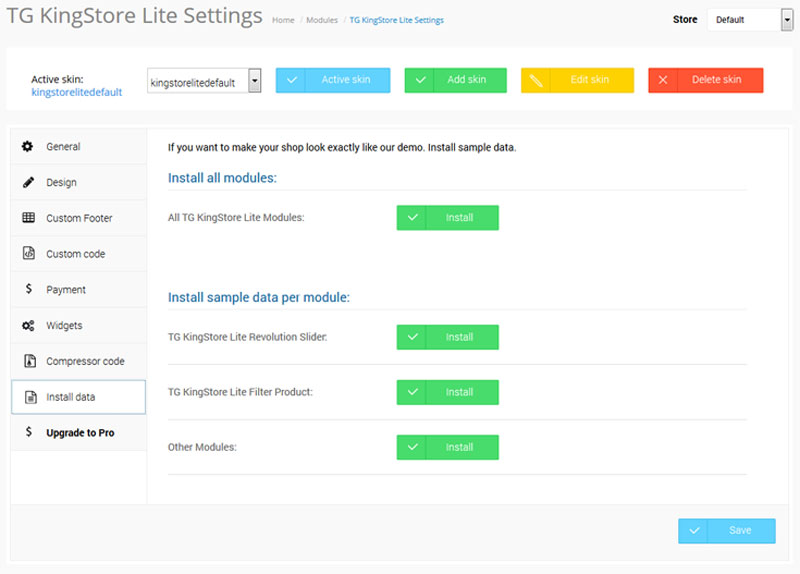 TG KingStore Lite Settings
Home / Modules / TG KingStore Lite Settings
Store
Default
Active skin:
kingstorelitedefault
kingstorelitedefault
Active skin
Add skin
Edit skin
Delete skin
General
Design
Custom Footer
Custom code
Payment
Widgets
Compressor code
Install data
Upgrade to Pro
If you want to make your shop look exactly like our demo. Install sample data.
Install all modules:
All TG KingStore Lite Modules:
Install
Install sample data per module:
TG KingStore Lite Revolution Slider:
Install
TG KingStore Lite Filter Product:
Install
Other Modules:
Install
Save